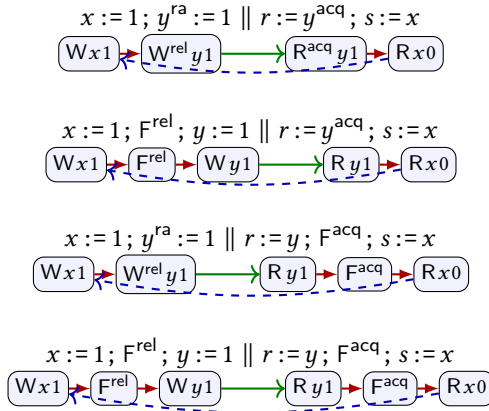 x := 1; y^ra := 1 ∥ r := y^acq; s := x
Wx1 W^rel y1 R^acq y1 Rx0
x := 1; F^rel; y := 1 ∥ r := y^acq; s := x
Wx1 F^rel Wy1 Ry1 Rx0
x := 1; y^ra := 1 ∥ r := y; F^acq; s := x
Wx1 W^rel y1 Ry1 F^acq Rx0
x := 1; F^rel; y := 1 ∥ r := y; F^acq; s := x
Wx1 F^rel Wy1 Ry1 F^acq Rx0